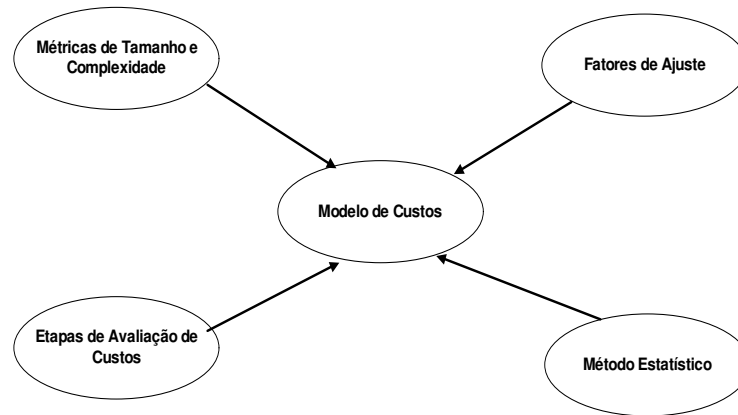 Métricas de Tamanho e
Complexidade
Fatores de Ajuste
Modelo de Custos
Etapas de Avaliação de
Custos
Método Estatístico